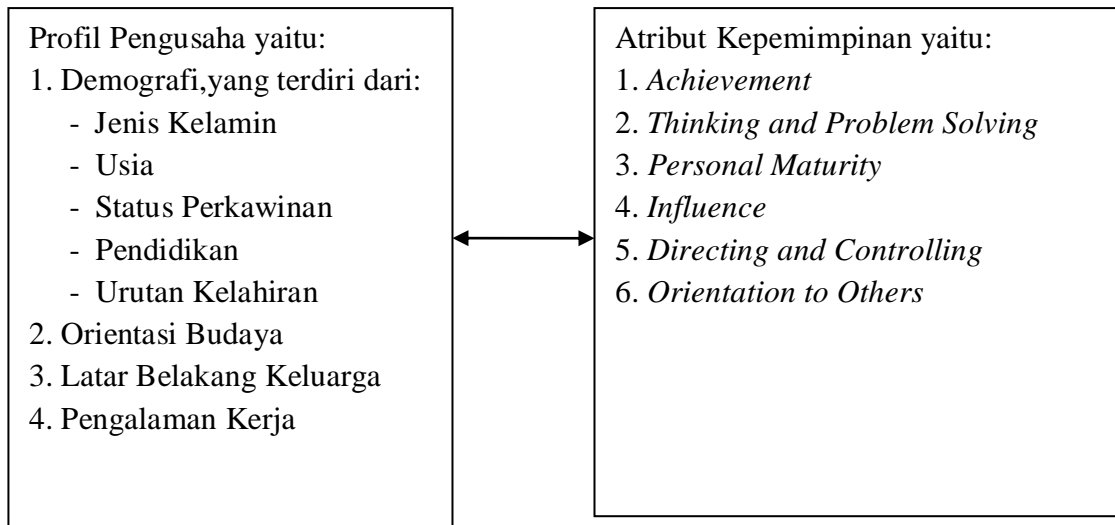 Profil Pengusaha yaitu:
1. Demografi,yang terdiri dari:
- Jenis Kelamin
- Usia
- Status Perkawinan
- Pendidikan
- Urutan Kelahiran
2. Orientasi Budaya
3. Latar Belakang Keluarga
4. Pengalaman Kerja
Atribut Kepemimpinan yaitu:
1. Achievement
2. Thinking and Problem Solving
3. Personal Maturity
4. Influence
5. Directing and Controlling
6. Orientation to Others